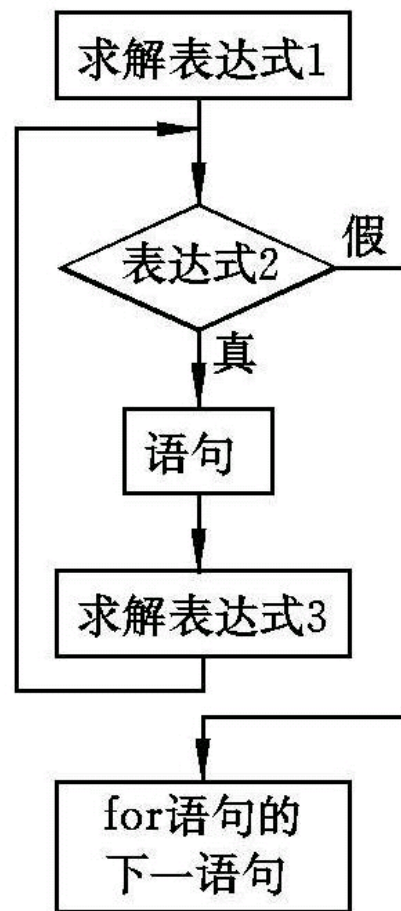 求解表达式1
表达式2
假
真
语句
求解表达式3
for语句的
下一语句